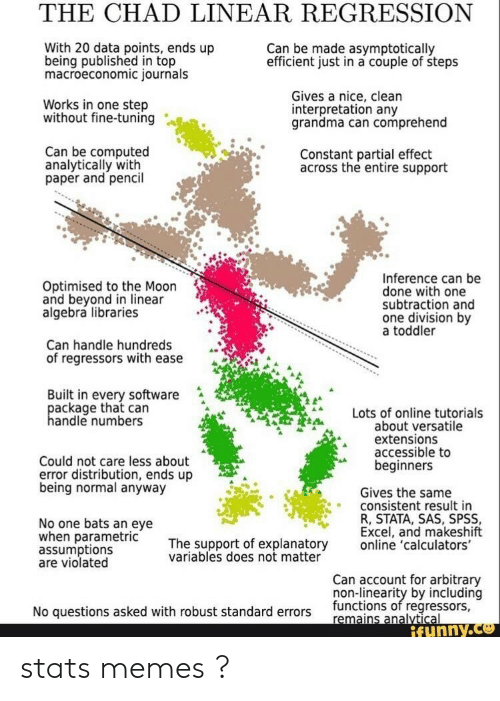 THE CHAD LINEAR REGRESSION
With 20 data points, ends up
being published in top
macroeconomic journals
Can be made asymptotically
efficient just in a couple of steps
Works in one step
without fine-tuning
Gives a nice, clean
interpretation any
grandma can comprehend
Can be computed
analytically with
paper and pencil
Constant partial effect
across the entire support
Optimised to the Moon
and beyond in linear
algebra libraries
Inference can be
done with one
subtraction and
one division by
a toddler
Can handle hundreds
of regressors with ease
Built in every software
package that can
handle numbers
Lots of online tutorials
about versatile
extensions
accessible to
beginners
Could not care less about
error distribution, ends up
being normal anyway
Gives the same
consistent result in
R, STATA, SAS, SPSS,
Excel, and makeshift
online 'calculators'
No one bats an eye
when parametric
assumptions
are violated
The support of explanatory
variables does not matter
Can account for arbitrary
non-linearity by including
functions of regressors,
remains analytical
No questions asked with robust standard errors
ifunny.co
stats memes ?